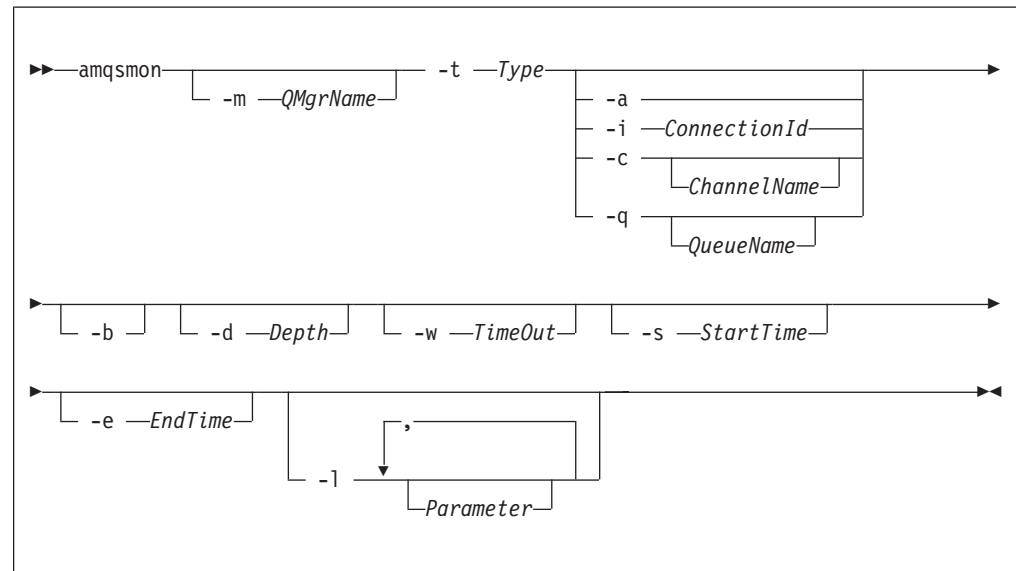 amqsmon -t Type
-m QMgrName -a
-i ConnectionId
-c
ChannelName
-q
QueueName
-b -d Depth -w TimeOut -s StartTime
-e EndTime
,
-l
Parameter